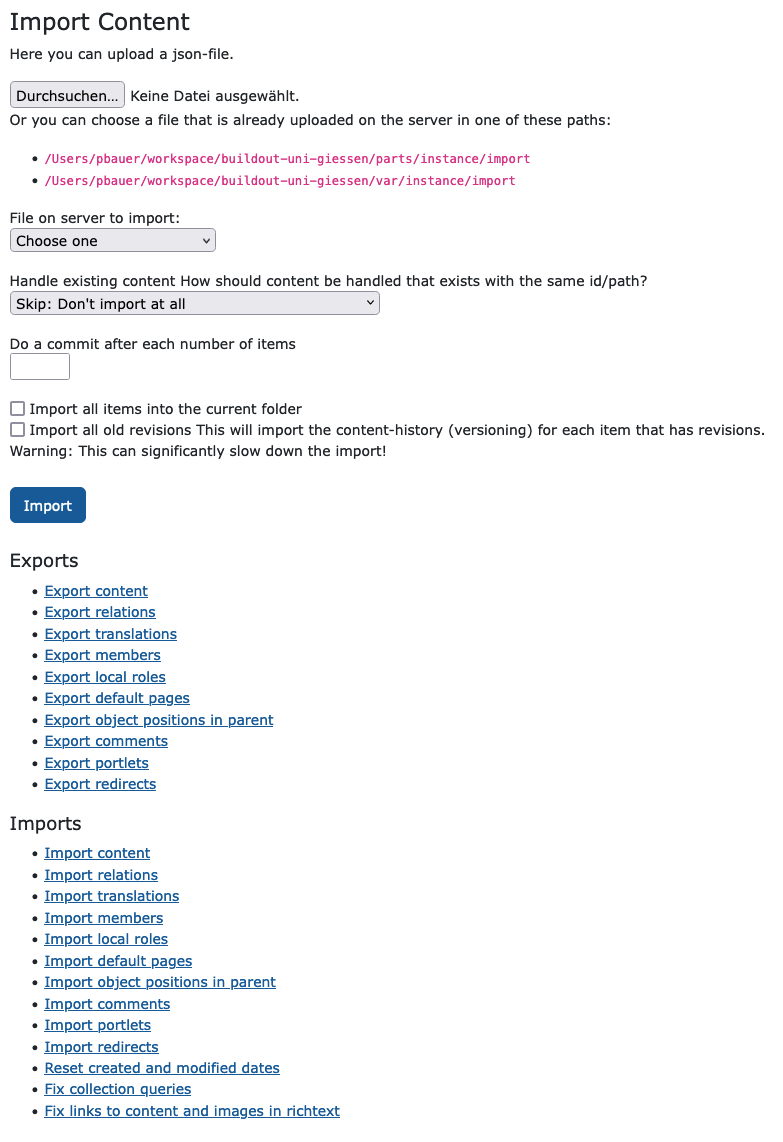 Import Content
Here you can upload a json-file.
Durchsuchen... Keine Datei ausgewählt.
Or you can choose a file that is already uploaded on the server in one of these paths:
• /Users/pbauer/workspace/buildout-uni-giessen/parts/instance/import
• /Users/pbauer/workspace/buildout-uni-giessen/var/instance/import
File on server to import:
Choose one
Handle existing content How should content be handled that exists with the same id/path?
Skip: Don't import at all
Do a commit after each number of items
Import all items into the current folder
Import all old revisions This will import the content-history (versioning) for each item that has revisions.
Warning: This can significantly slow down the import!
Import
Exports
• Export content
• Export relations
• Export translations
• Export members
• Export local roles
• Export default pages
• Export object positions in parent
• Export comments
• Export portlets
• Export redirects
Imports
• Import content
• Import relations
• Import translations
• Import members
• Import local roles
• Import default pages
• Import object positions in parent
• Import comments
• Import portlets
• Import redirects
• Reset created and modified dates
• Fix collection queries
• Fix links to content and images in richtext